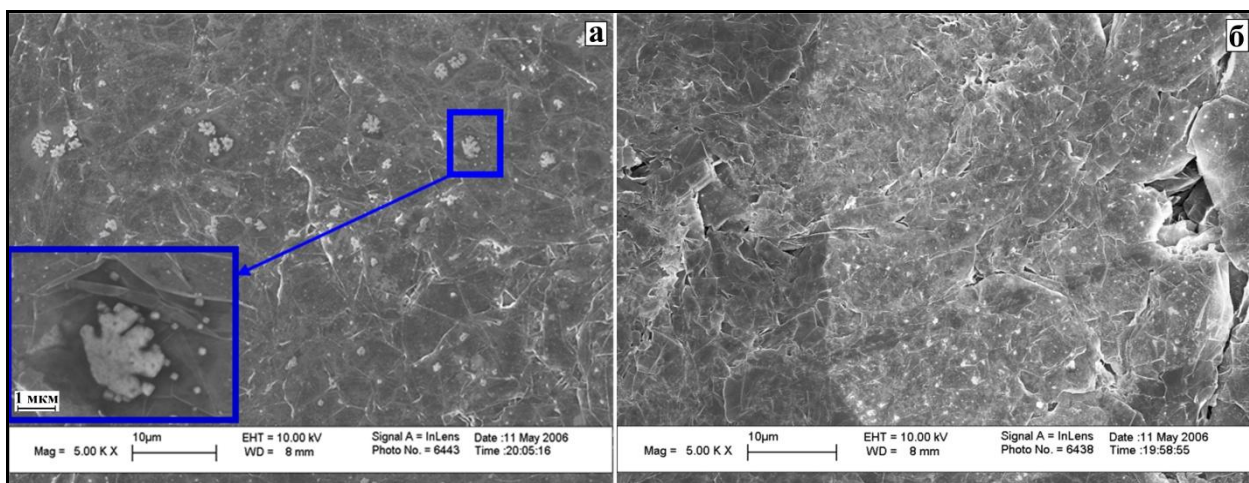 а
б
1 мкм
Mag = 5.00 K X
10µm
EHT = 10.00 kV
WD = 8 mm
Signal A = InLens
Photo No. = 6443
Date :11 May 2006
Time :20:05:16
Mag = 5.00 K X
10µm
EHT = 10.00 kV
WD = 8 mm
Signal A = InLens
Photo No. = 6438
Date :11 May 2006
Time :19:58:55